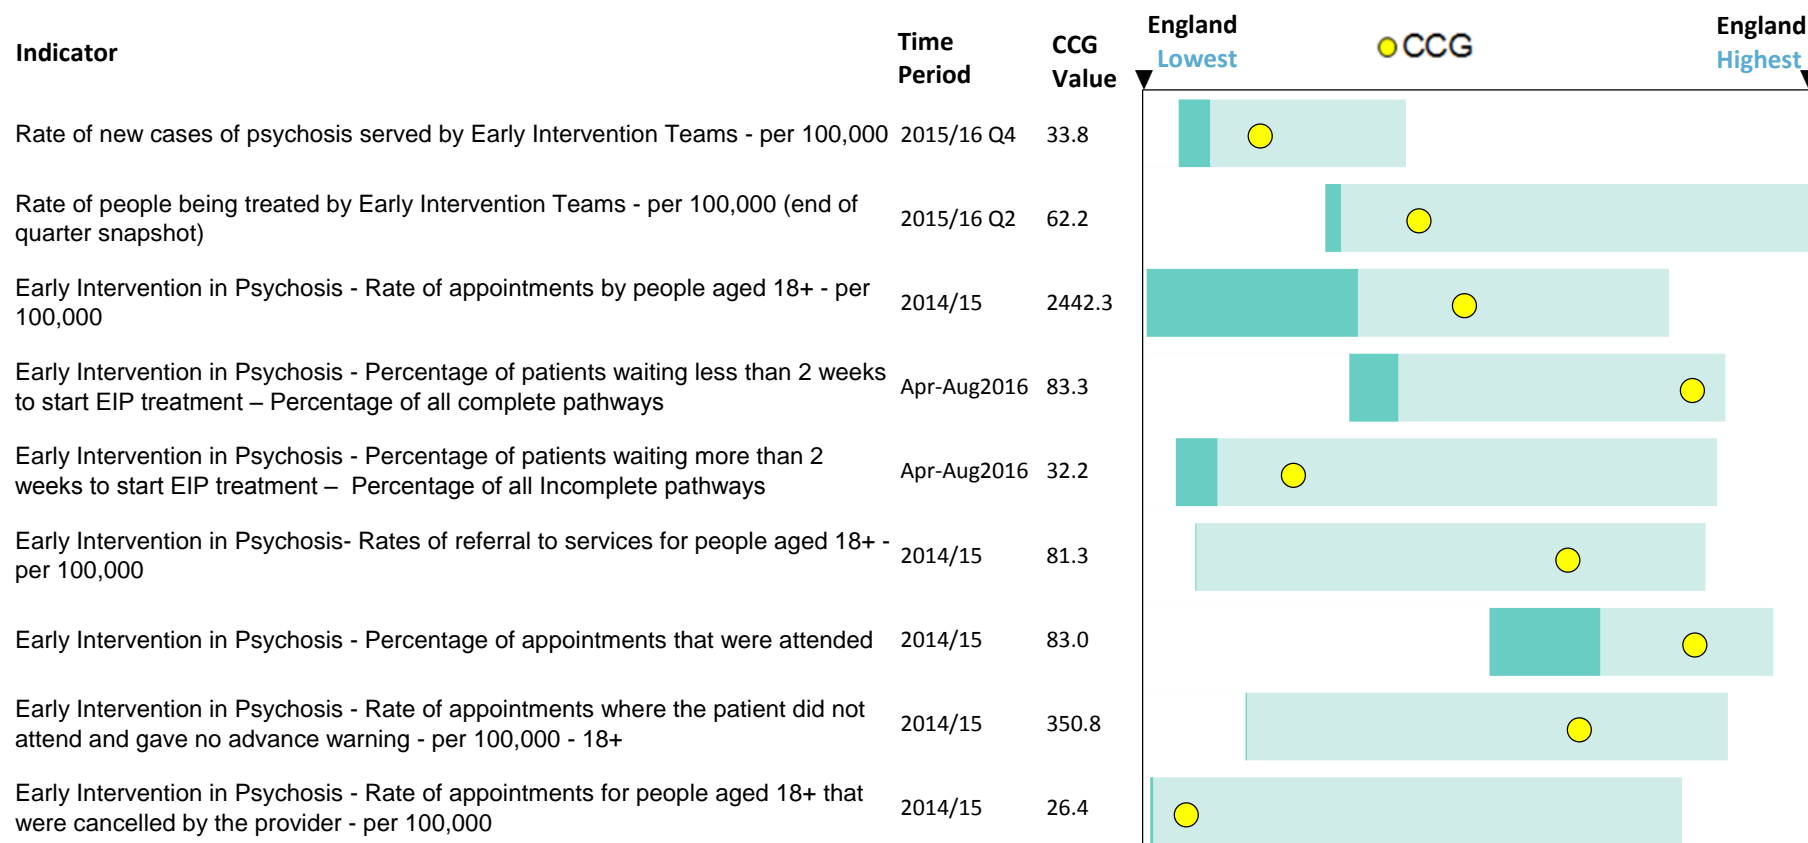 Indicator
Time
Period
CCG
Value
England
Lowest
CCG
England
Highest
Rate of new cases of psychosis served by Early Intervention Teams - per 100,000 2015/16 Q4 33.8
Rate of people being treated by Early Intervention Teams - per 100,000 (end of
quarter snapshot)
2015/16 Q2 62.2
Early Intervention in Psychosis - Rate of appointments by people aged 18+ - per
100,000
2014/15 2442.3
Early Intervention in Psychosis - Percentage of patients waiting less than 2 weeks
to start EIP treatment – Percentage of all complete pathways
Apr-Aug2016 83.3
Early Intervention in Psychosis - Percentage of patients waiting more than 2
weeks to start EIP treatment – Percentage of all Incomplete pathways
Apr-Aug2016 32.2
Early Intervention in Psychosis- Rates of referral to services for people aged 18+ -
per 100,000
2014/15 81.3
Early Intervention in Psychosis - Percentage of appointments that were attended 2014/15 83.0
Early Intervention in Psychosis - Rate of appointments where the patient did not
attend and gave no advance warning - per 100,000 - 18+
2014/15 350.8
Early Intervention in Psychosis - Rate of appointments for people aged 18+ that
were cancelled by the provider - per 100,000
2014/15 26.4